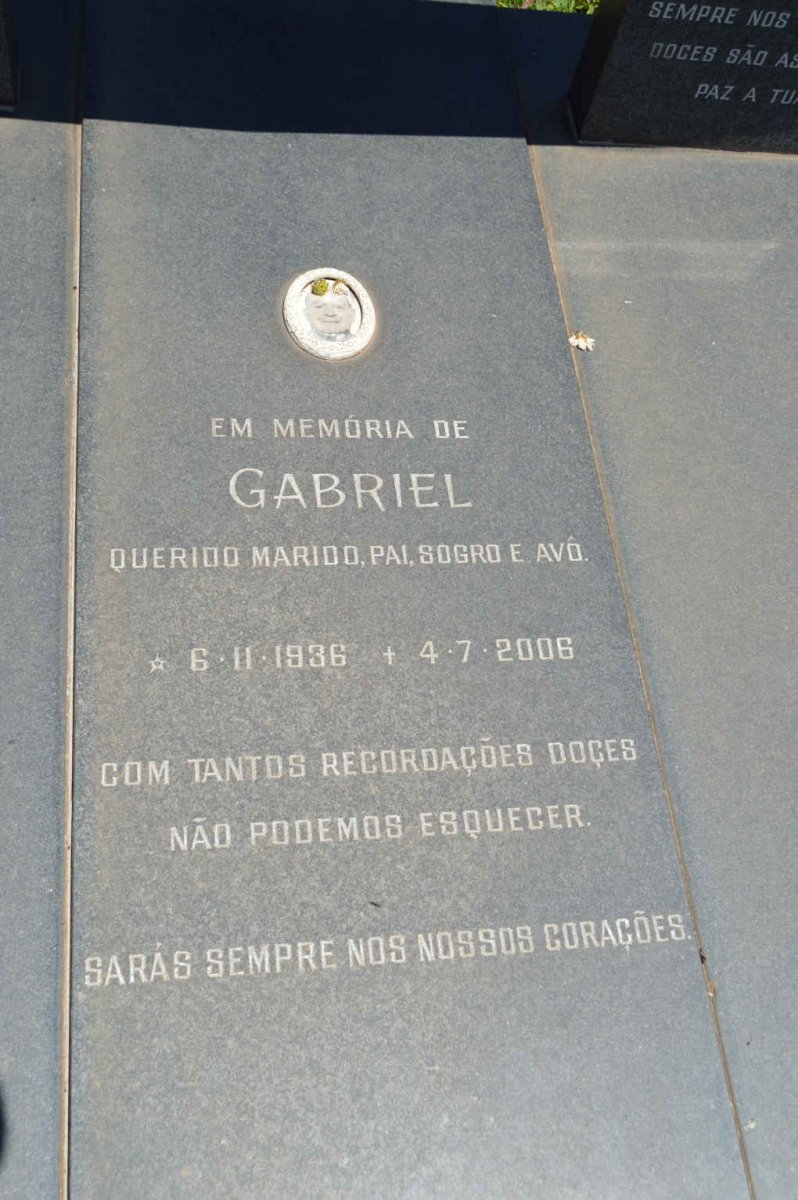 SEMPRE NOS
DOCES SÃO AS
PAZ A TUA
EM MEMÓRIA DE
GABRIEL
QUERIDO MARIDO, PAI, SOGRO E AVÔ.
☆ 6·11·1936 + 4·7·2006
COM TANTOS RECORDAÇÕES DOÇES
NÃO PODEMOS ESQUECER.
SARÁS SEMPRE NOS NOSSOS CORAÇÕES.